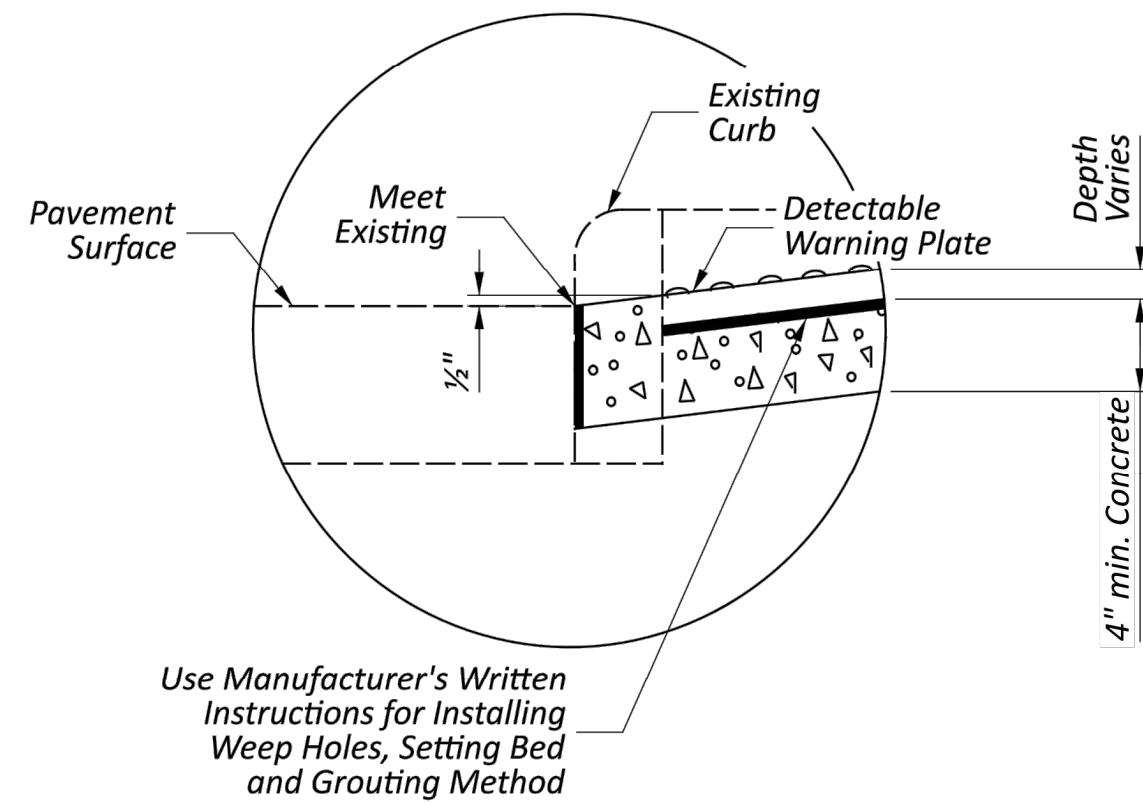 Existing
Curb
Depth
Varies
Meet
Existing
Pavement
Surface
Detectable
Warning Plate
½"
4" min. Concrete
Use Manufacturer's Written
Instructions for Installing
Weep Holes, Setting Bed
and Grouting Method